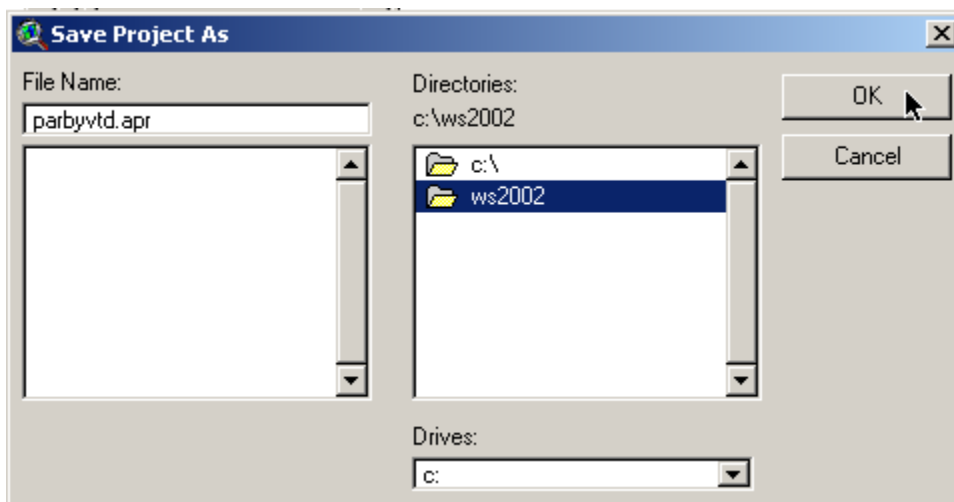 Save Project As
File Name:
parbyvtd.apr
Directories:
c:\ws2002
c:\
ws2002
Drives:
c:
OK
Cancel